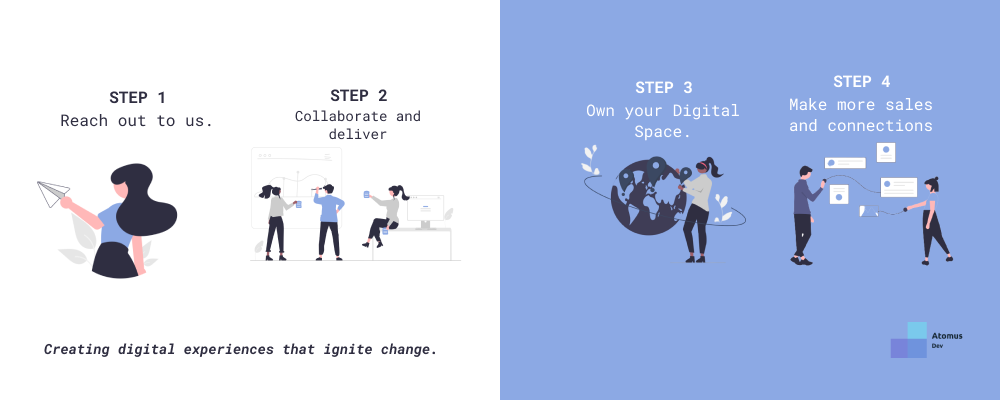 STEP 1
Reach out to us.
STEP 2
Collaborate and
deliver
STEP 3
Own your Digital
Space.
STEP 4
Make more sales
and connections
Creating digital experiences that ignite change.
Atomus
Dev